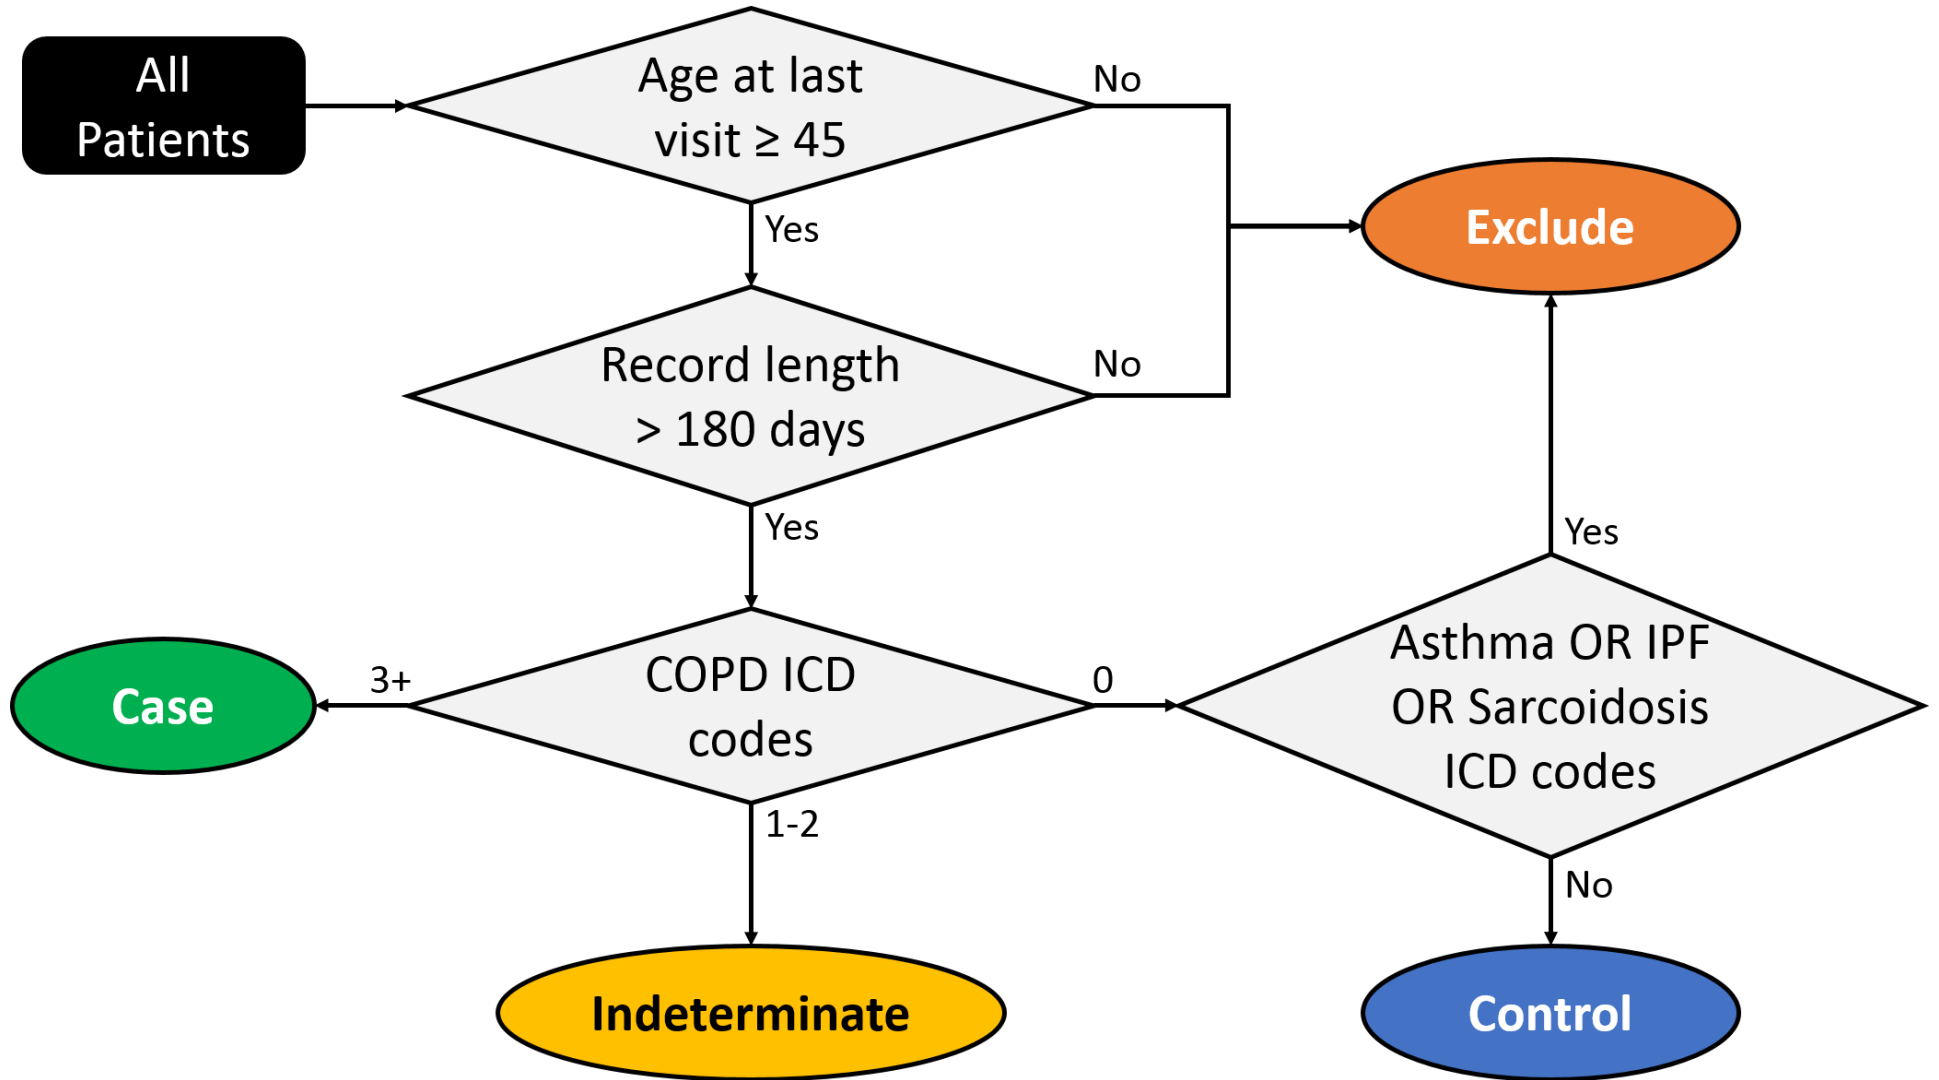 All
Patients
Age at last
visit ≥ 45
No
Yes
Exclude
Record length
> 180 days
No
Yes
Case
3+
COPD ICD
codes
0
1-2
Asthma OR IPF
OR Sarcoidosis
ICD codes
Yes
No
Indeterminate
Control